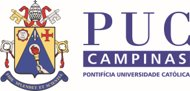 PUC
CAMPINAS
PONTIFÍCIA UNIVERSIDADE CATÓLICA